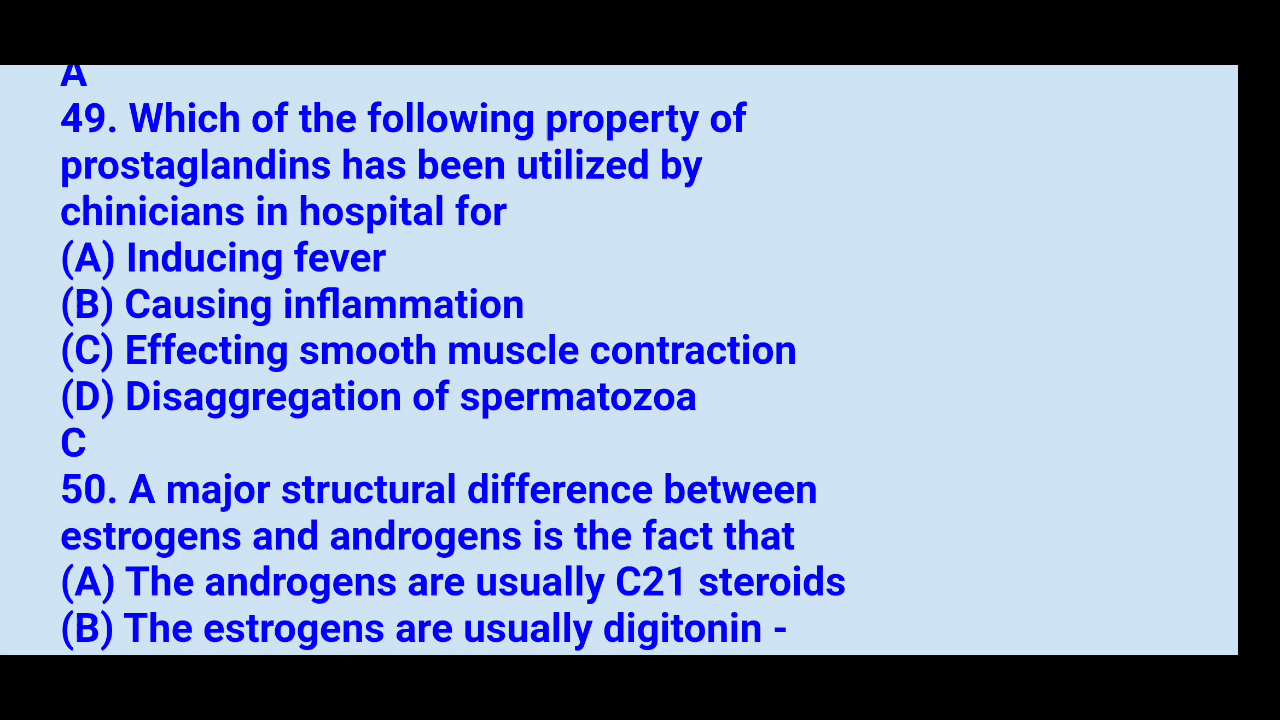 A
49. Which of the following property of
prostaglandins has been utilized by
chinicians in hospital for
(A) Inducing fever
(B) Causing inflammation
(C) Effecting smooth muscle contraction
(D) Disaggregation of spermatozoa
C
50. A major structural difference between
estrogens and androgens is the fact that
(A) The androgens are usually C21 steroids
(B) The estrogens are usually digitonin -